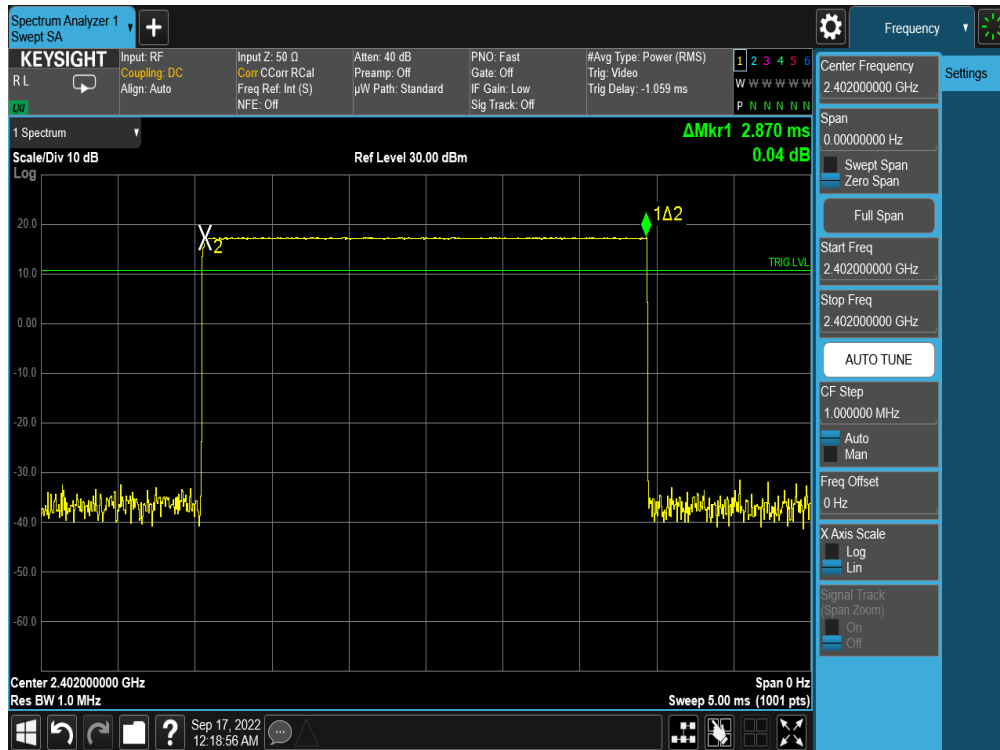 Spectrum Analyzer 1
Swept SA
Frequency
KEYSIGHT
R L
LXI
Input: RF
Coupling: DC
Align: Auto
Input Z: 50 Ω
Corr CCorr RCal
Freq Ref: Int (S)
NFE: Off
Atten: 40 dB
Preamp: Off
µW Path: Standard
PNO: Fast
Gate: Off
IF Gain: Low
Sig Track: Off
#Avg Type: Power (RMS)
Trig: Video
Trig Delay: -1.059 ms
1 2 3 4 5 6
W W W W W W
P N N N N N
1 Spectrum
ΔMkr1 2.870 ms
Scale/Div 10 dB
Ref Level 30.00 dBm
0.04 dB
Log
1Δ2
20.0
2
TRIG LVL
10.0
0.00
-10.0
-20.0
-30.0
-40.0
-50.0
-60.0
Center 2.402000000 GHz
Span 0 Hz
Res BW 1.0 MHz
Sweep 5.00 ms (1001 pts)
Sep 17, 2022
12:18:56 AM
Center Frequency
2.402000000 GHz
Settings
Span
0.00000000 Hz
Swept Span
Zero Span
Full Span
Start Freq
2.402000000 GHz
Stop Freq
2.402000000 GHz
AUTO TUNE
CF Step
1.000000 MHz
Auto
Man
Freq Offset
0 Hz
X Axis Scale
Log
Lin
Signal Track
(Span Zoom)
On
Off